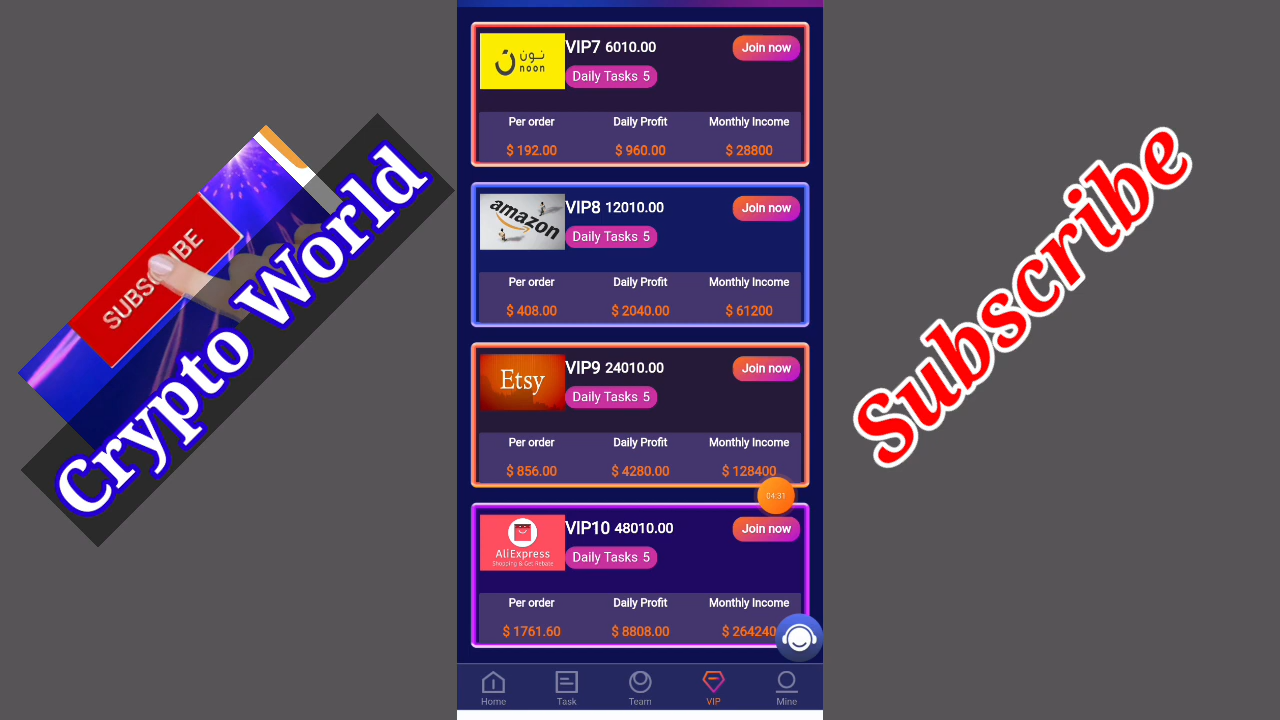 نون
noon
VIP7 6010.00
Join now
Daily Tasks 5
Per order Daily Profit Monthly Income
$ 192.00 $ 960.00 $ 28800
amazon
VIP8 12010.00
Join now
Daily Tasks 5
Per order Daily Profit Monthly Income
$ 408.00 $ 2040.00 $ 61200
Etsy
VIP9 24010.00
Join now
Daily Tasks 5
Per order Daily Profit Monthly Income
$ 856.00 $ 4280.00 $ 128400
04:31
AliExpress
Shopping & Get Rebate
VIP10 48010.00
Join now
Daily Tasks 5
Per order Daily Profit Monthly Income
$ 1761.60 $ 8808.00 $ 264240
Home Task Team VIP Mine
SUBSCRIBE
Crypto World
Subscribe